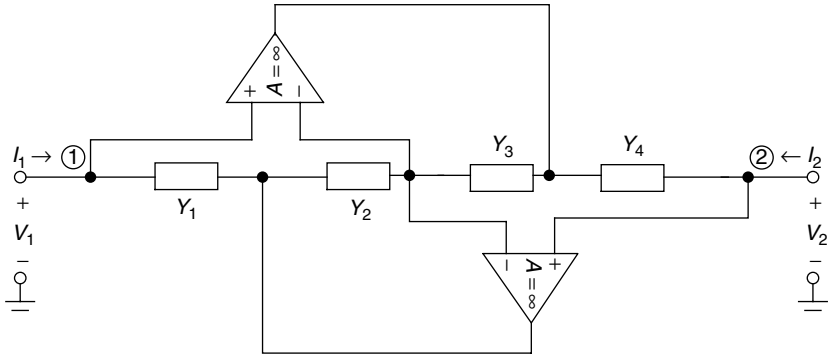 A = ∞
+ −
I1 → ① Y3 Y4 ② ← I2
+ Y1 Y2 +
V1 − + V2
− A = ∞ −